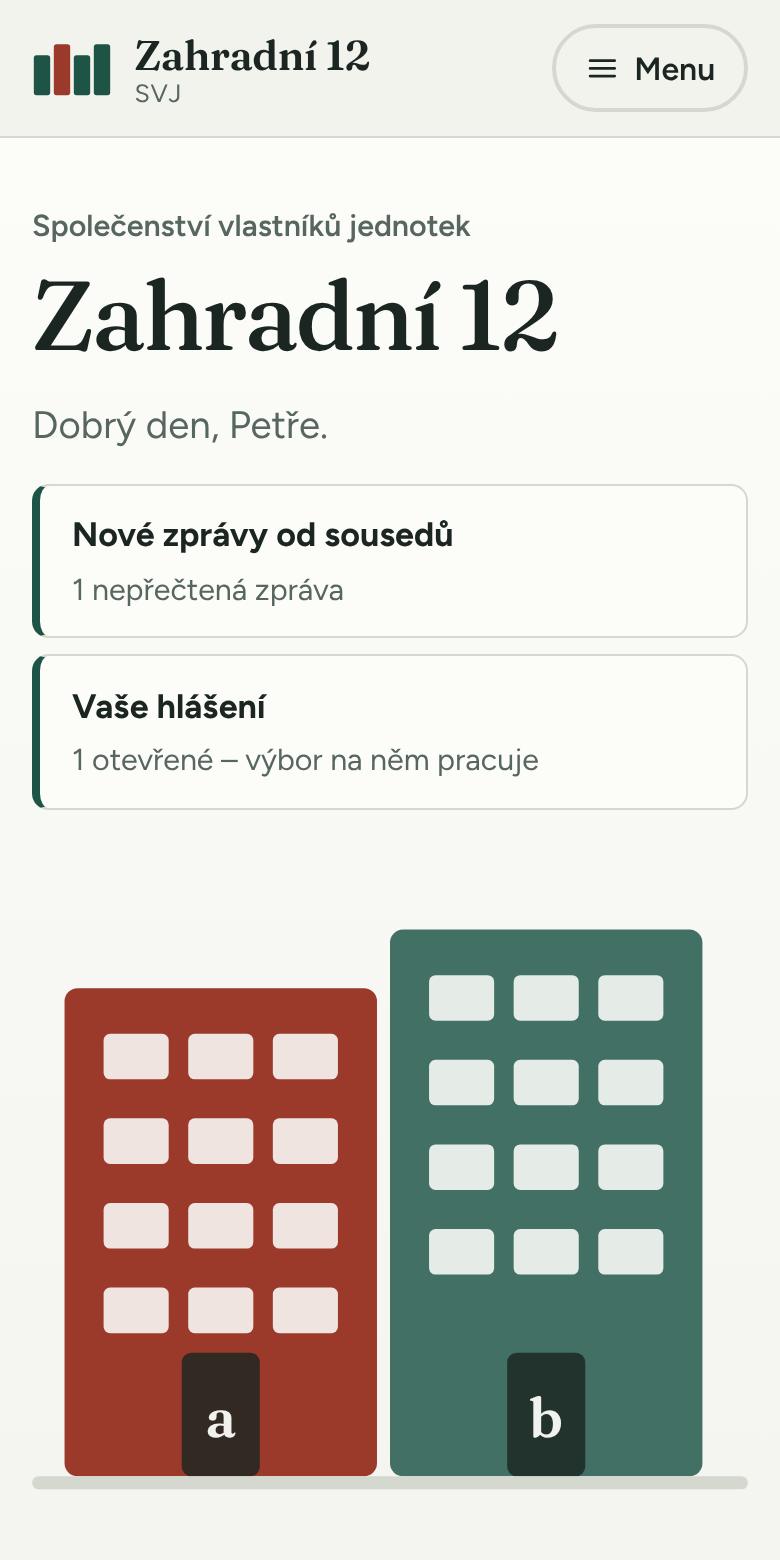 Zahradní 12
SVJ
Menu
Společenství vlastníků jednotek
Zahradní 12
Dobrý den, Petře.
Nové zprávy od sousedů
1 nepřečtená zpráva
Vaše hlášení
1 otevřené – výbor na něm pracuje
a
b